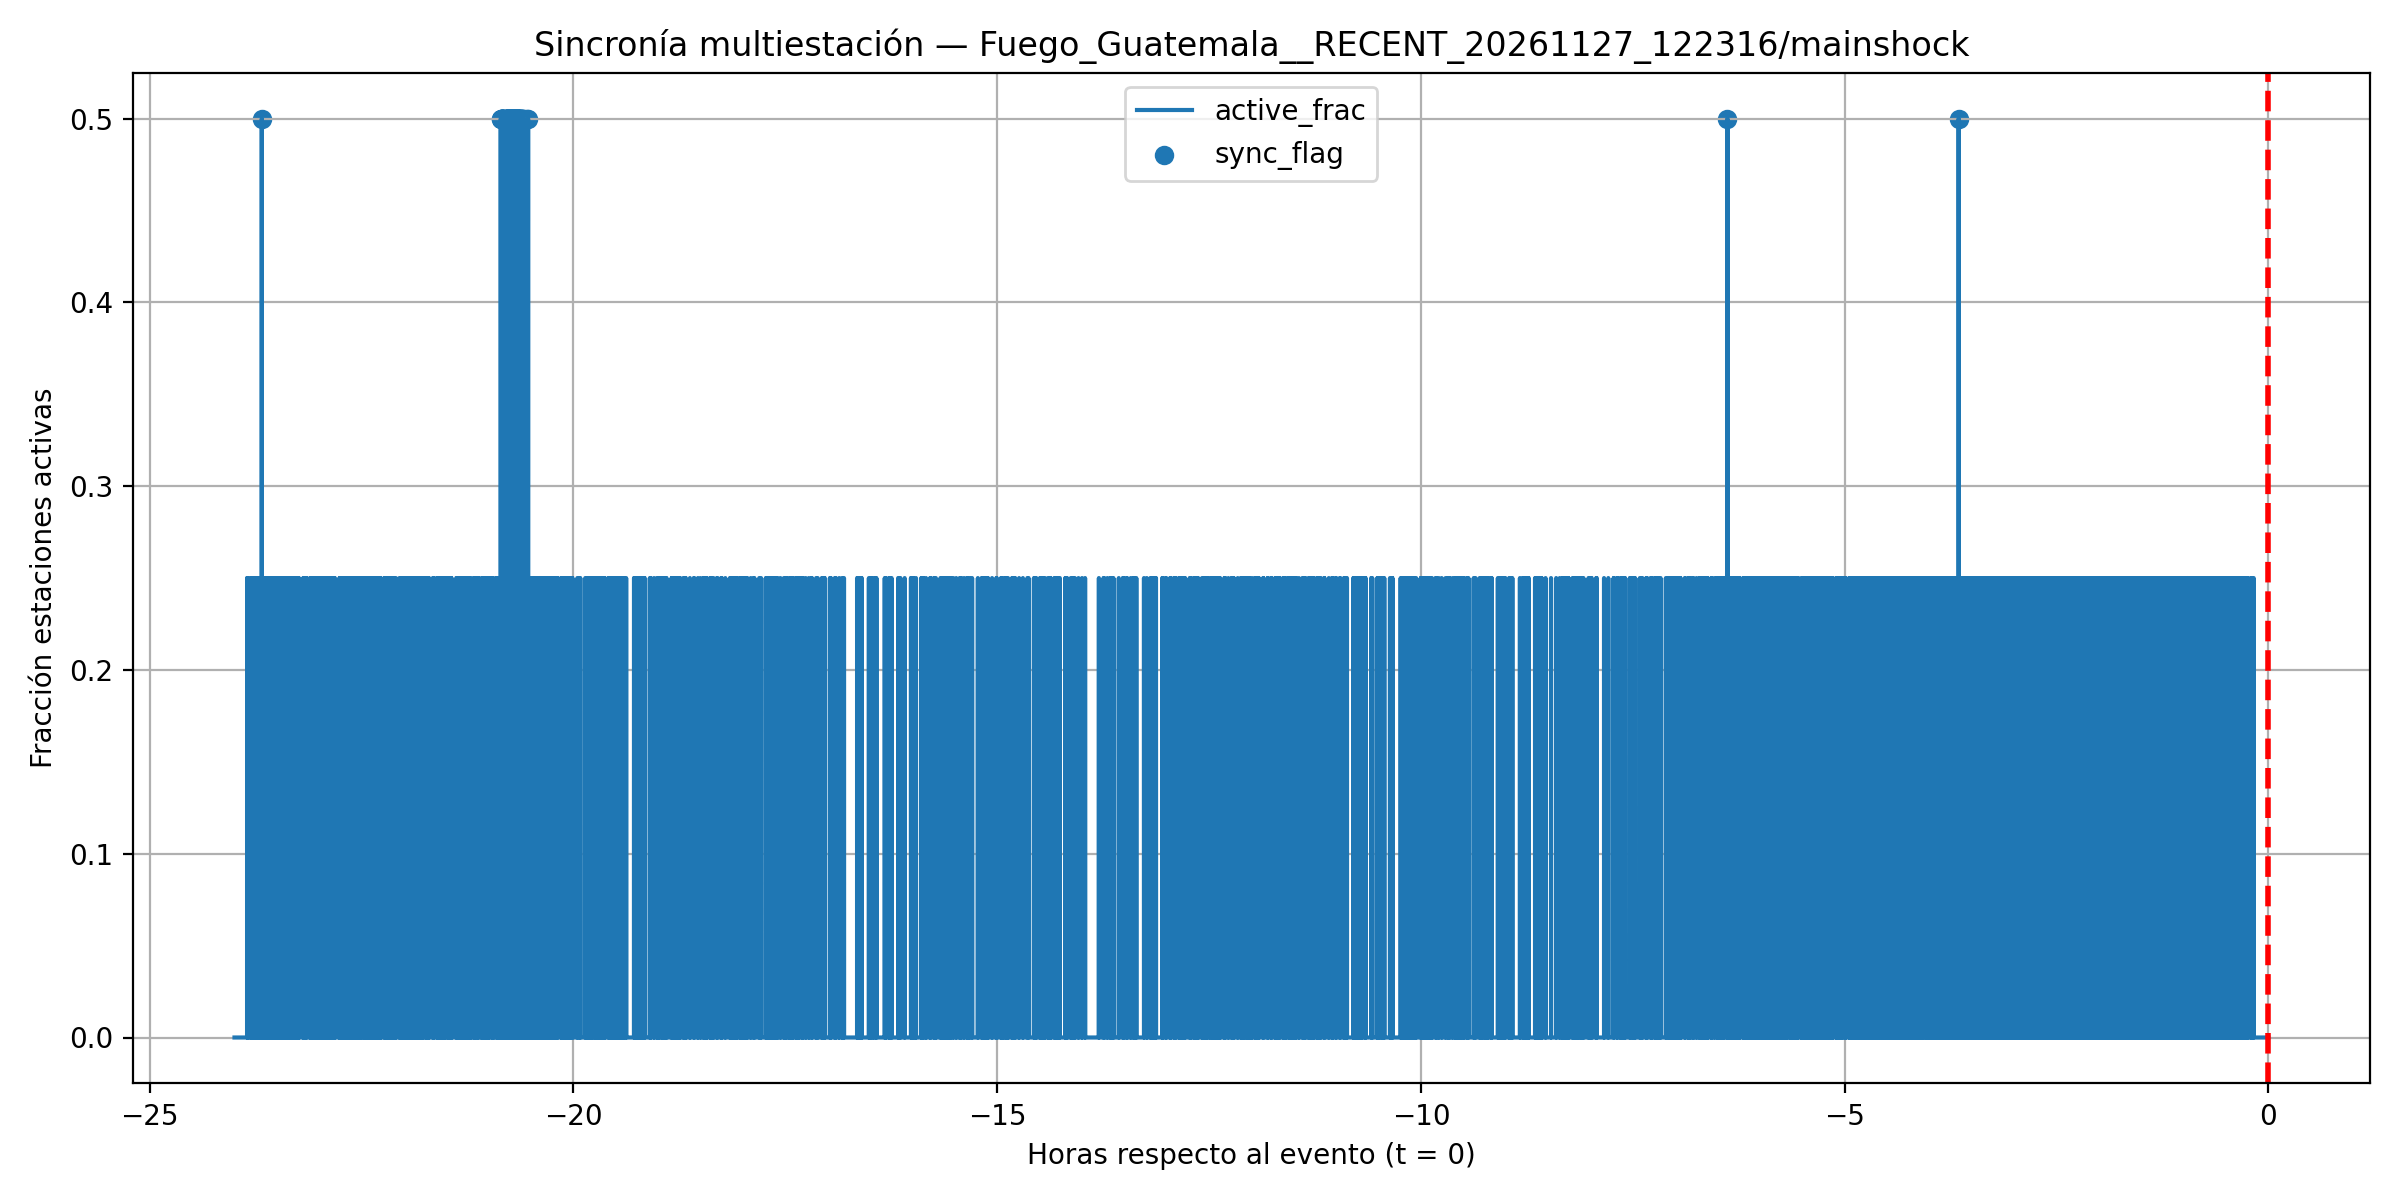 Sincronía multiestación — Fuego_Guatemala__RECENT_20261127_122316/mainshock
active_frac
sync_flag
Fracción estaciones activas
0.5
0.4
0.3
0.2
0.1
0.0
−25
−20
−15
−10
−5
0
Horas respecto al evento (t = 0)